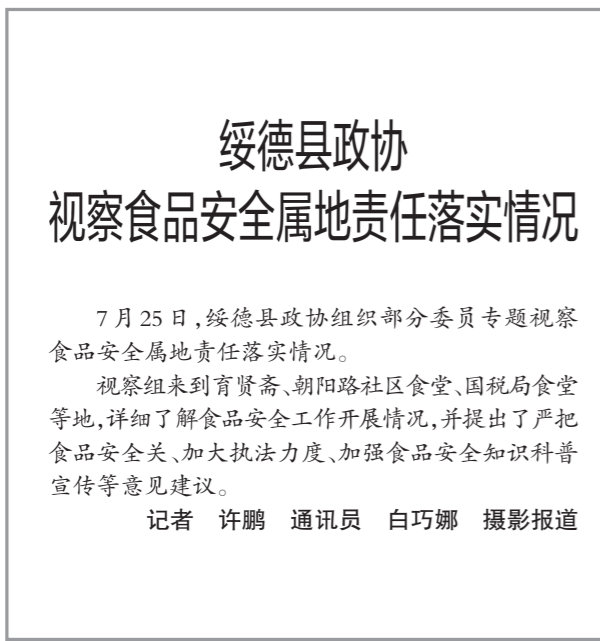 绥德县政协
视察食品安全属地责任落实情况
7月25日,绥德县政协组织部分委员专题视察
食品安全属地责任落实情况。
视察组来到育贤斋、朝阳路社区食堂、国税局食堂
等地,详细了解食品安全工作开展情况,并提出了严把
食品安全关、加大执法力度、加强食品安全知识科普
宣传等意见建议。
记者 许鹏 通讯员 白巧娜 摄影报道